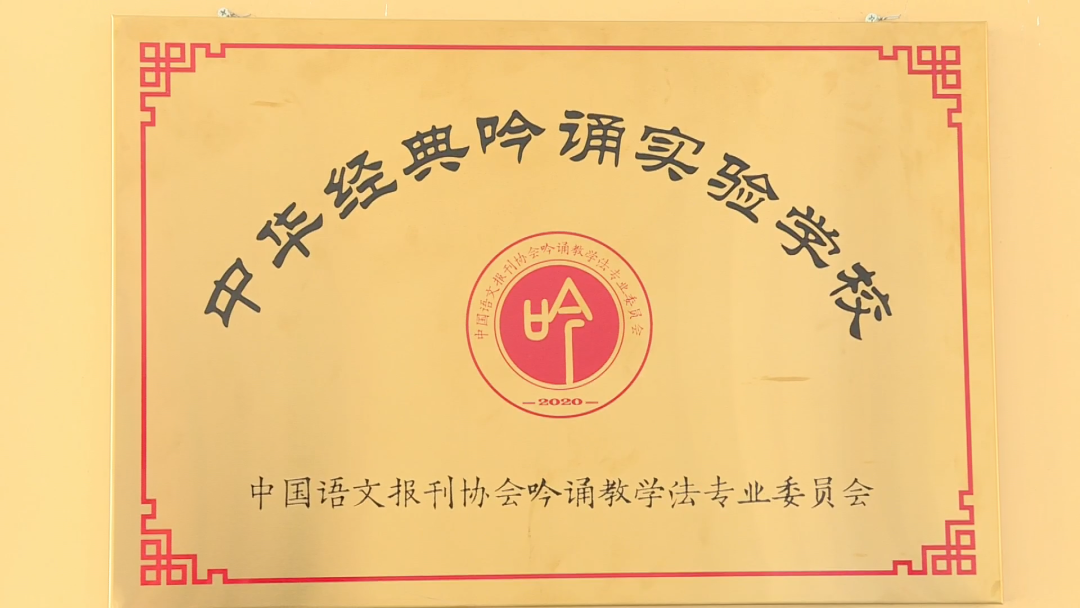 中华经典吟诵实验学校
中国语文报刊协会吟诵教学法专业委员会
吟
2020
中国语文报刊协会吟诵教学法专业委员会